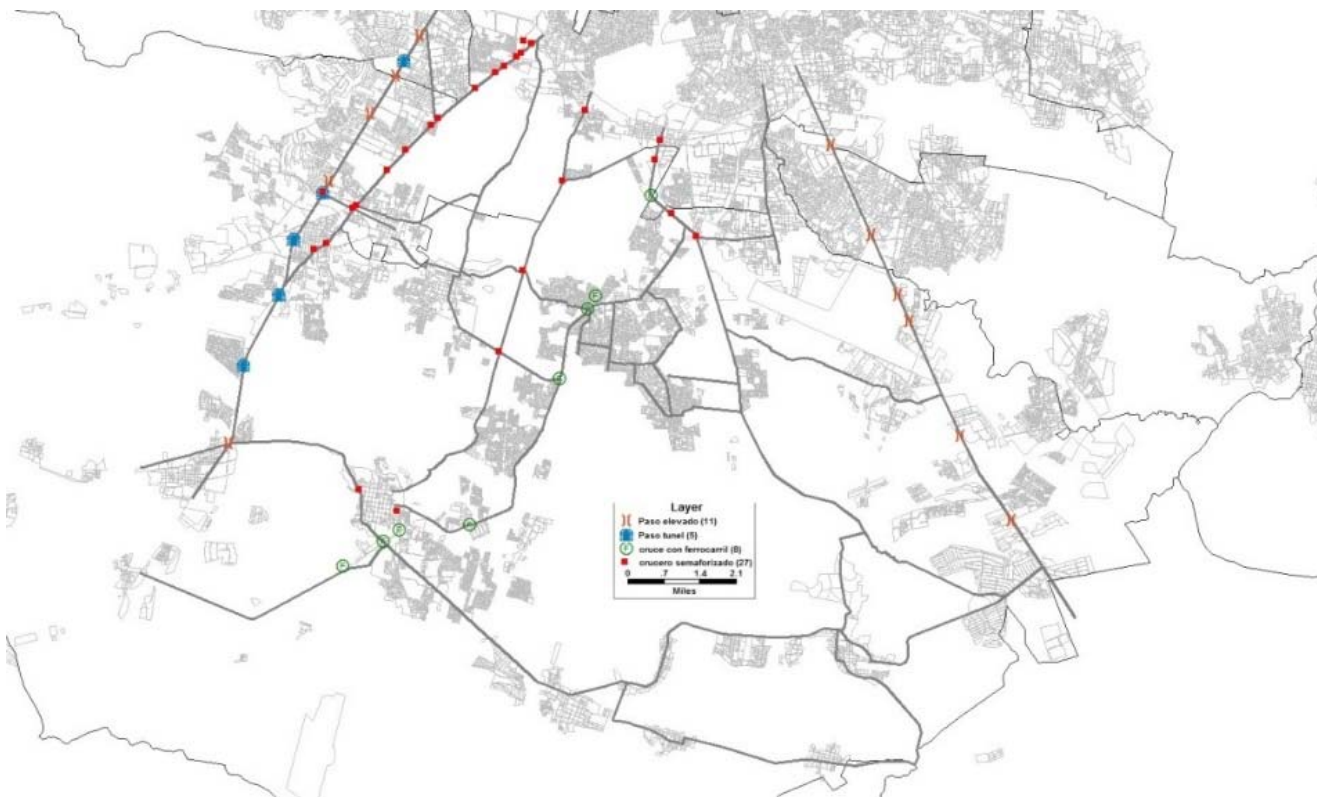 Layer
Paso elevado (11)
Paso tunel (5)
F cruce con ferrocarril (8)
crucero semaforizado (27)
0 .7 1.4 2.1
Miles
F
F
F
F
F
F
F
F